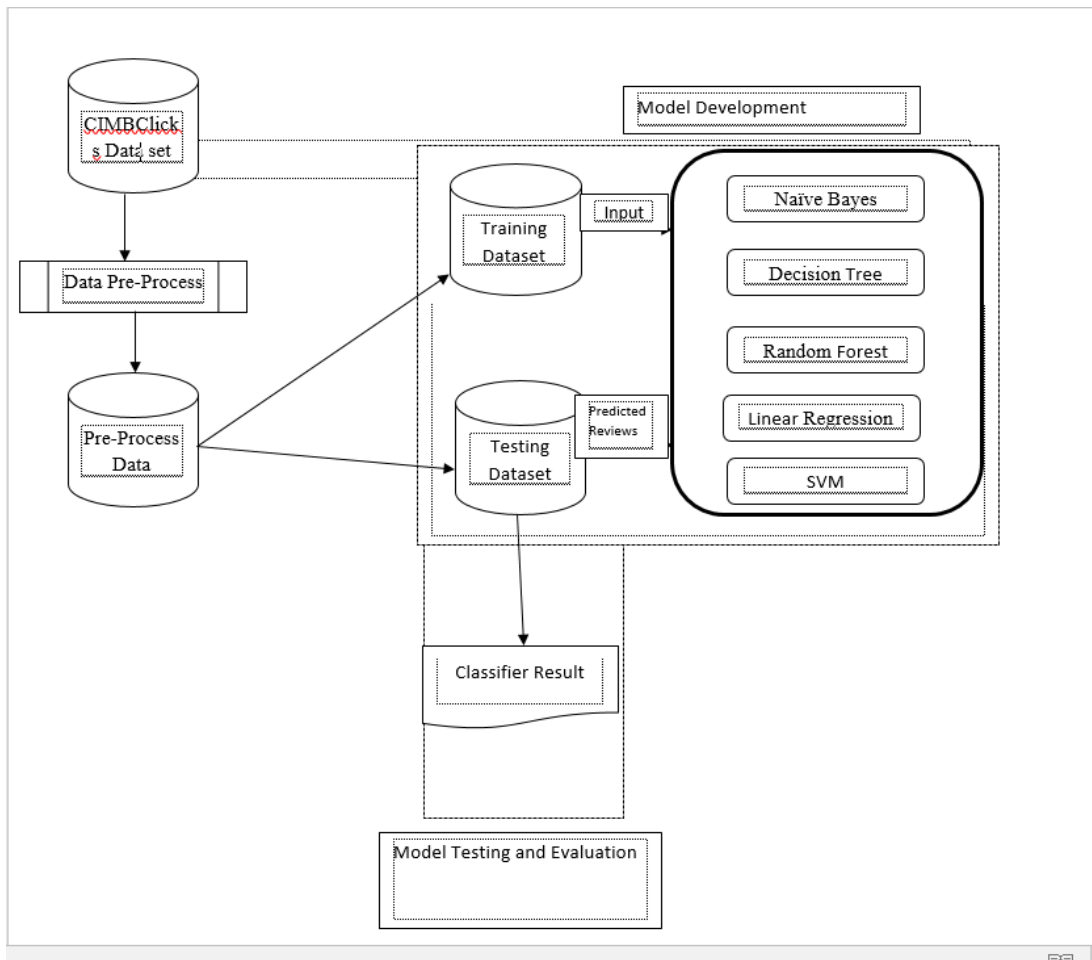 CIMBClick
s Data set
Model Development
Training
Dataset
Input
Naïve Bayes
Data Pre-Process
Decision Tree
Random Forest
Pre-Process
Data
Testing
Dataset
Predicted
Reviews
Linear Regression
SVM
Classifier Result
Model Testing and Evaluation